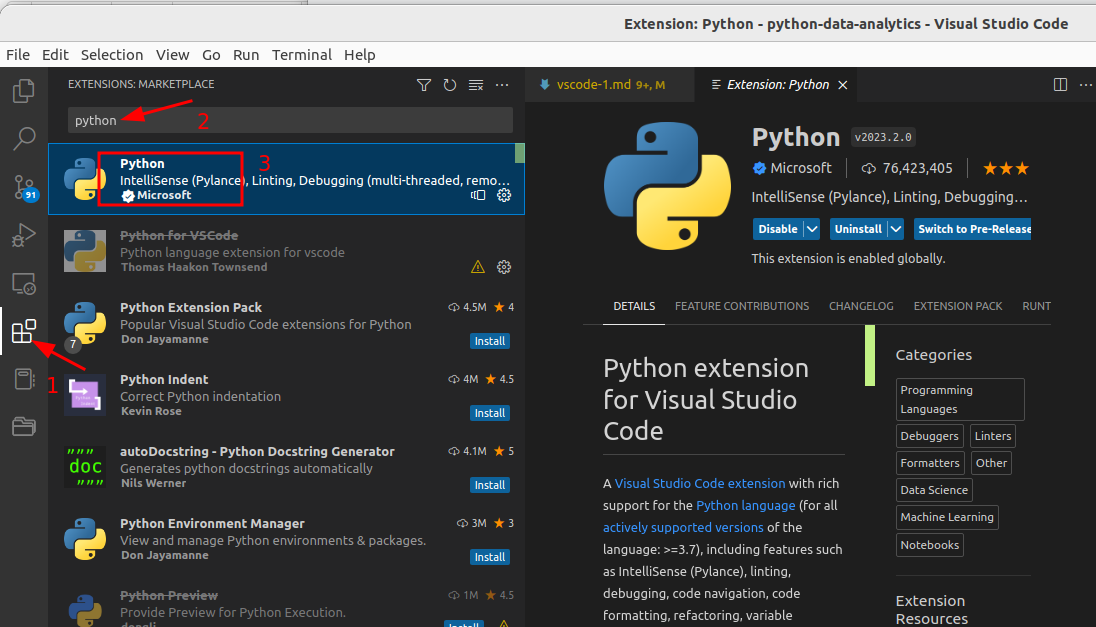 Extension: Python - python-data-analytics - Visual Studio Code
File Edit Selection View Go Run Terminal Help
EXTENSIONS: MARKETPLACE
python
2
91
1
Python
3
IntelliSense (Pylance), Linting, Debugging (multi-threaded, remo...
Microsoft
Python for VSCode
Python language extension for vscode
Thomas Haakon Townsend
Python Extension Pack 4.5M 4
Popular Visual Studio Code extensions for Python
Don Jayamanne Install
7
Python Indent 4M 4.5
Correct Python indentation
Kevin Rose Install
""" autoDocstring - Python Docstring Generator 4.1M 5
doc Generates python docstrings automatically
""" Nils Werner Install
Python Environment Manager 3M 3
View and manage Python environments & packages.
Don Jayamanne Install
Python Preview 1M 4.5
Provide Preview for Python Execution.
Install
vscode-1.md 9+, M
Extension: Python
Python v2023.2.0
Microsoft 76,423,405
IntelliSense (Pylance), Linting, Debugging...
Disable Uninstall Switch to Pre-Release
This extension is enabled globally.
DETAILS FEATURE CONTRIBUTIONS CHANGELOG EXTENSION PACK RUNT
Python extension
for Visual Studio
Code
A Visual Studio Code extension with rich
support for the Python language (for all
actively supported versions of the
language: >=3.7), including features such
as IntelliSense (Pylance), linting,
debugging, code navigation, code
formatting, refactoring, variable
Categories
Programming
Languages
Debuggers Linters
Formatters Other
Data Science
Machine Learning
Notebooks
Extension
Resources